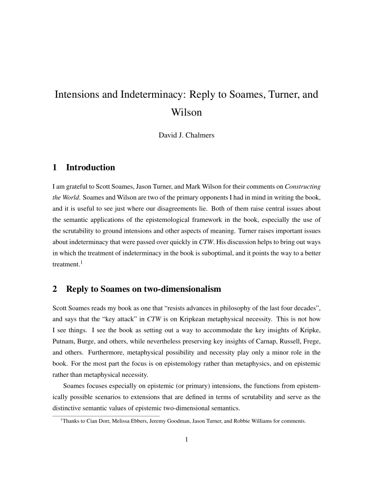 Intensions and Indeterminacy: Reply to Soames, Turner, and
Wilson
David J. Chalmers
1 Introduction
I am grateful to Scott Soames, Jason Turner, and Mark Wilson for their comments on Constructing
the World. Soames and Wilson are two of the primary opponents I had in mind in writing the book,
and it is useful to see just where our disagreements lie. Both of them raise central issues about
the semantic applications of the epistemological framework in the book, especially the use of
the scrutability to ground intensions and other aspects of meaning. Turner raises important issues
about indeterminacy that were passed over quickly in CTW. His discussion helps to bring out ways
in which the treatment of indeterminacy in the book is suboptimal, and it points the way to a better
treatment.1
2 Reply to Soames on two-dimensionalism
Scott Soames reads my book as one that “resists advances in philosophy of the last four decades”,
and says that the “key attack” in CTW is on Kripkean metaphysical necessity. This is not how
I see things. I see the book as setting out a way to accommodate the key insights of Kripke,
Putnam, Burge, and others, while nevertheless preserving key insights of Carnap, Russell, Frege,
and others. Furthermore, metaphysical possibility and necessity play only a minor role in the
book. For the most part the focus is on epistemology rather than metaphysics, and on epistemic
rather than metaphysical necessity.
Soames focuses especially on epistemic (or primary) intensions, the functions from epistem-
ically possible scenarios to extensions that are defined in terms of scrutability and serve as the
distinctive semantic values of epistemic two-dimensional semantics.
1Thanks to Cian Dorr, Melissa Ebbers, Jeremy Goodman, Jason Turner, and Robbie Williams for comments.
1